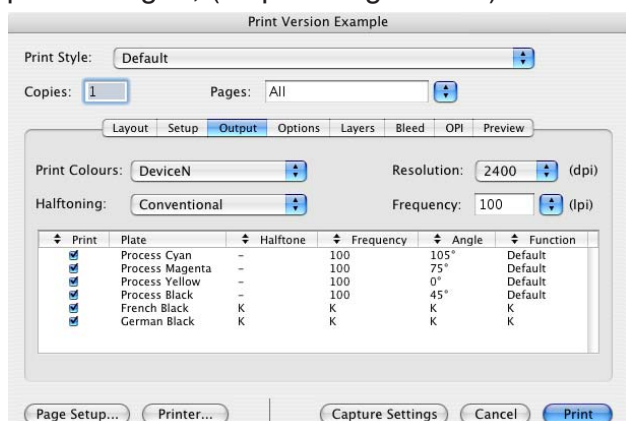 Print Version Example
Print Style: Default
Copies: 1 Pages: All
Layout Setup Output Options Layers Bleed OPI Preview
Print Colours: DeviceN Resolution: 2400 (dpi)
Halftoning: Conventional Frequency: 100 (lpi)
Print Plate Halftone Frequency Angle Function
Process Cyan – 100 105° Default
Process Magenta – 100 75° Default
Process Yellow – 100 0° Default
Process Black – 100 45° Default
French Black K K K K
German Black K K K K
Page Setup... Printer... Capture Settings Cancel Print